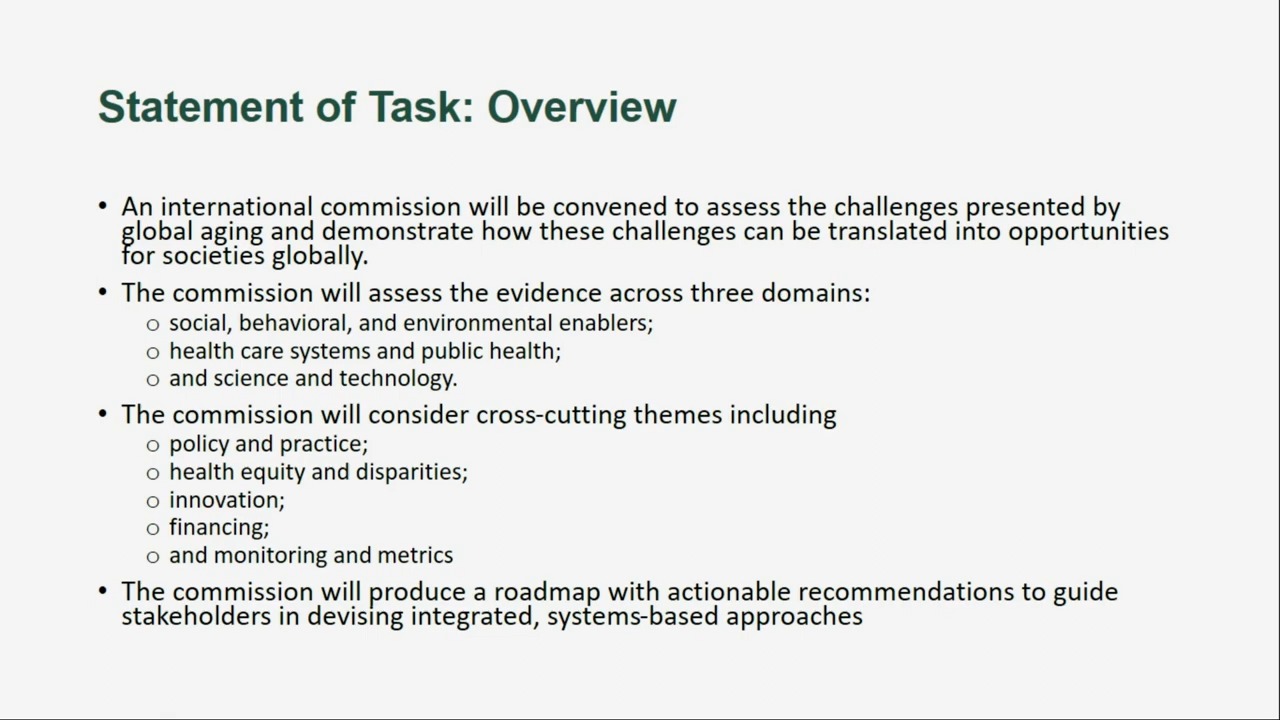 Statement of Task: Overview
• An international commission will be convened to assess the challenges presented by
global aging and demonstrate how these challenges can be translated into opportunities
for societies globally.
• The commission will assess the evidence across three domains:
o social, behavioral, and environmental enablers;
o health care systems and public health;
o and science and technology.
• The commission will consider cross-cutting themes including
o policy and practice;
o health equity and disparities;
o innovation;
o financing;
o and monitoring and metrics
• The commission will produce a roadmap with actionable recommendations to guide
stakeholders in devising integrated, systems-based approaches